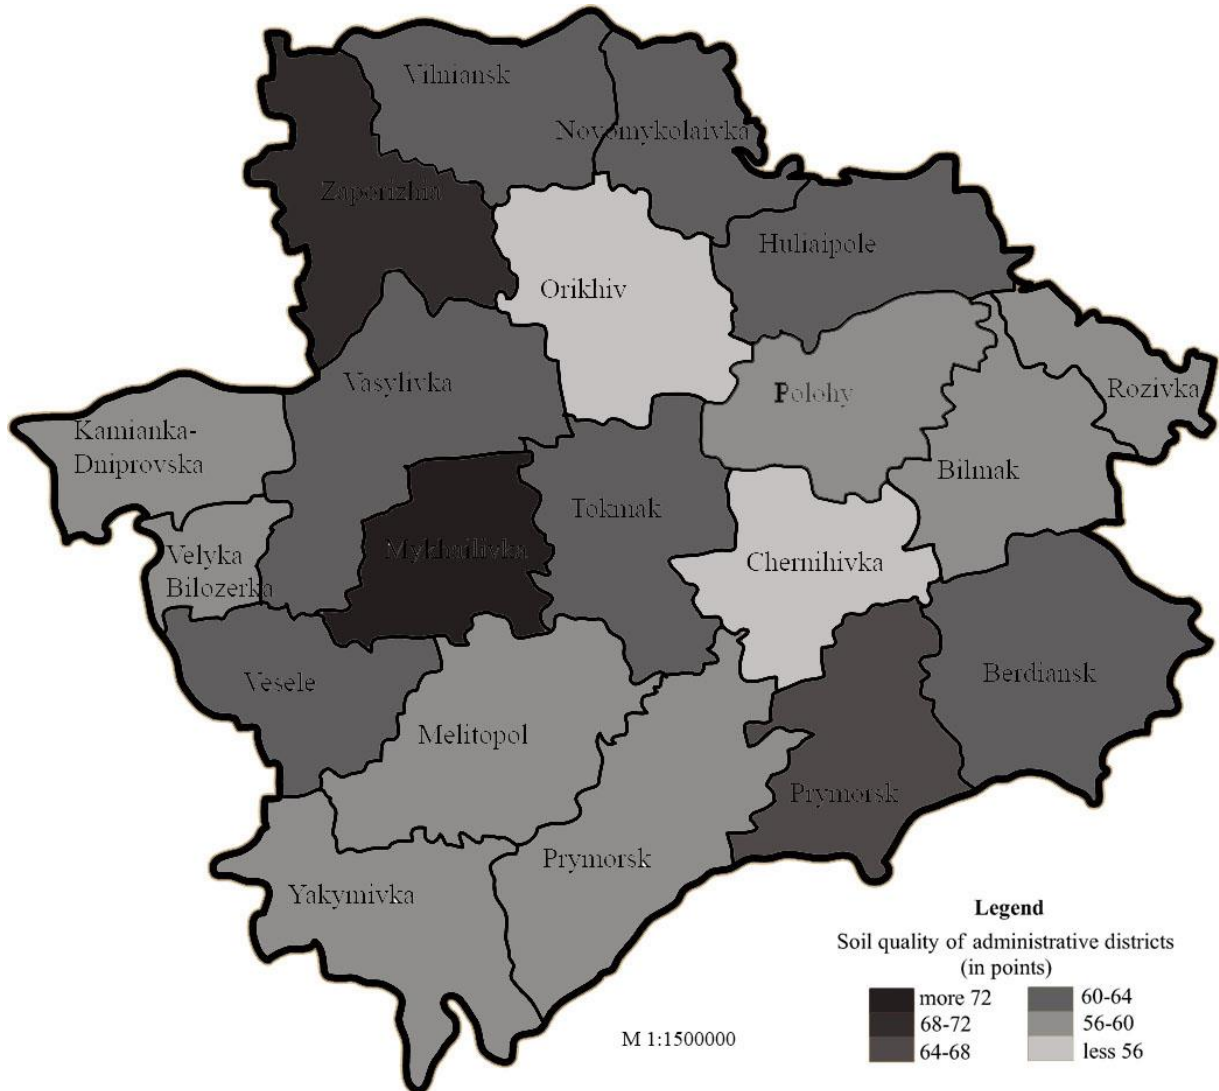 Vilniansk
Novomykolaivka
Zaporizhia
Huliaipole
Orikhiv
Vasylivka
Polohy
Rozivka
Kamianka-
Dniprovska
Bilmak
Tokmak
Mykhailivka
Velyka
Bilozerka
Chernihivka
Vesele
Berdiansk
Melitopol
Prymorsk
Prymorsk
Yakymivka
Legend
Soil quality of administrative districts
(in points)
more 72
68-72
64-68
60-64
56-60
less 56
M 1:1500000